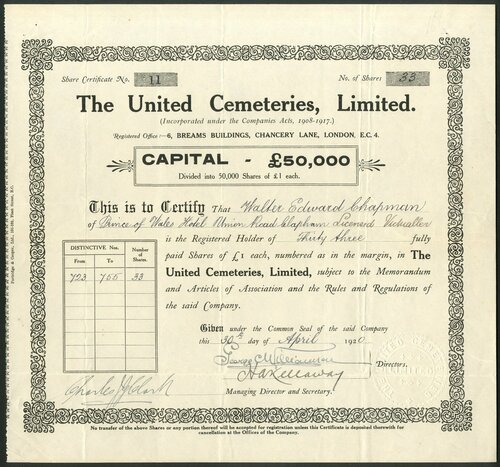 Share Certificate No. 11
No. of Shares 33
The United Cemeteries, Limited.
(Incorporated under the Companies Acts, 1908-1917.)
Registered Office:—6, BREAMS BUILDINGS, CHANCERY LANE, LONDON, E.C. 4.
CAPITAL - £50,000
Divided into 50,000 Shares of £1 each.
This is to Certify That Walter Edward Chapman
of Prince of Wales Hotel Union Road Clapham Licensed Victualler
is the Registered Holder of Thirty three fully
paid Shares of £1 each, numbered as in the margin, in The
United Cemeteries, Limited, subject to the Memorandum
and Articles of Association and the Rules and Regulations of
the said Company.
DISTINCTIVE Nos.
Number of Shares
From To
723 755 33
Given under the Common Seal of the said Company
this 30th day of April 1920
George C Williamson
Directors.
H A Kellaway
Managing Director and Secretary.
Charles J Clark
No transfer of the above Shares or any portion thereof will be accepted for registration unless this Certificate is deposited therewith for
cancellation at the Offices of the Company.